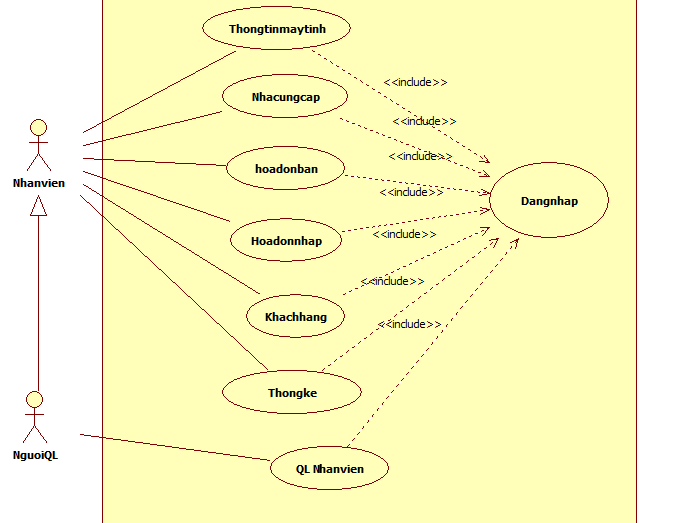 Thongtinmaytinh
<<include>>
Nhacungcap
<<include>>
<<include>>
hoadonban
Nhanvien
<<include>>
Dangnhap
Hoadonnhap
<<include>>
<<include>>
Khachhang
<<include>>
Thongke
NguoiQL
QL Nhanvien